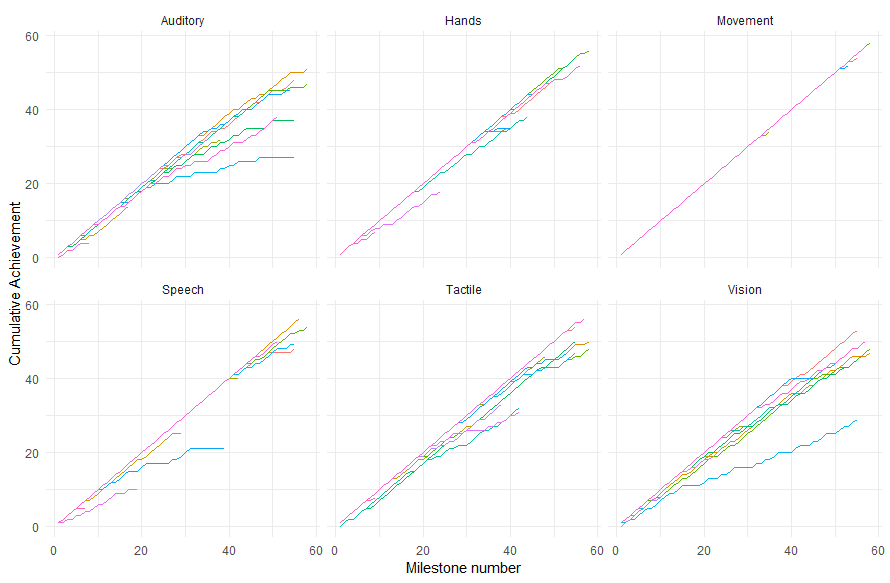 Auditory Hands Movement
60
40
20
0
Cumulative Achievement
Speech Tactile Vision
60
40
20
0
0 20 40 60 0 20 40 60 0 20 40 60
Milestone number